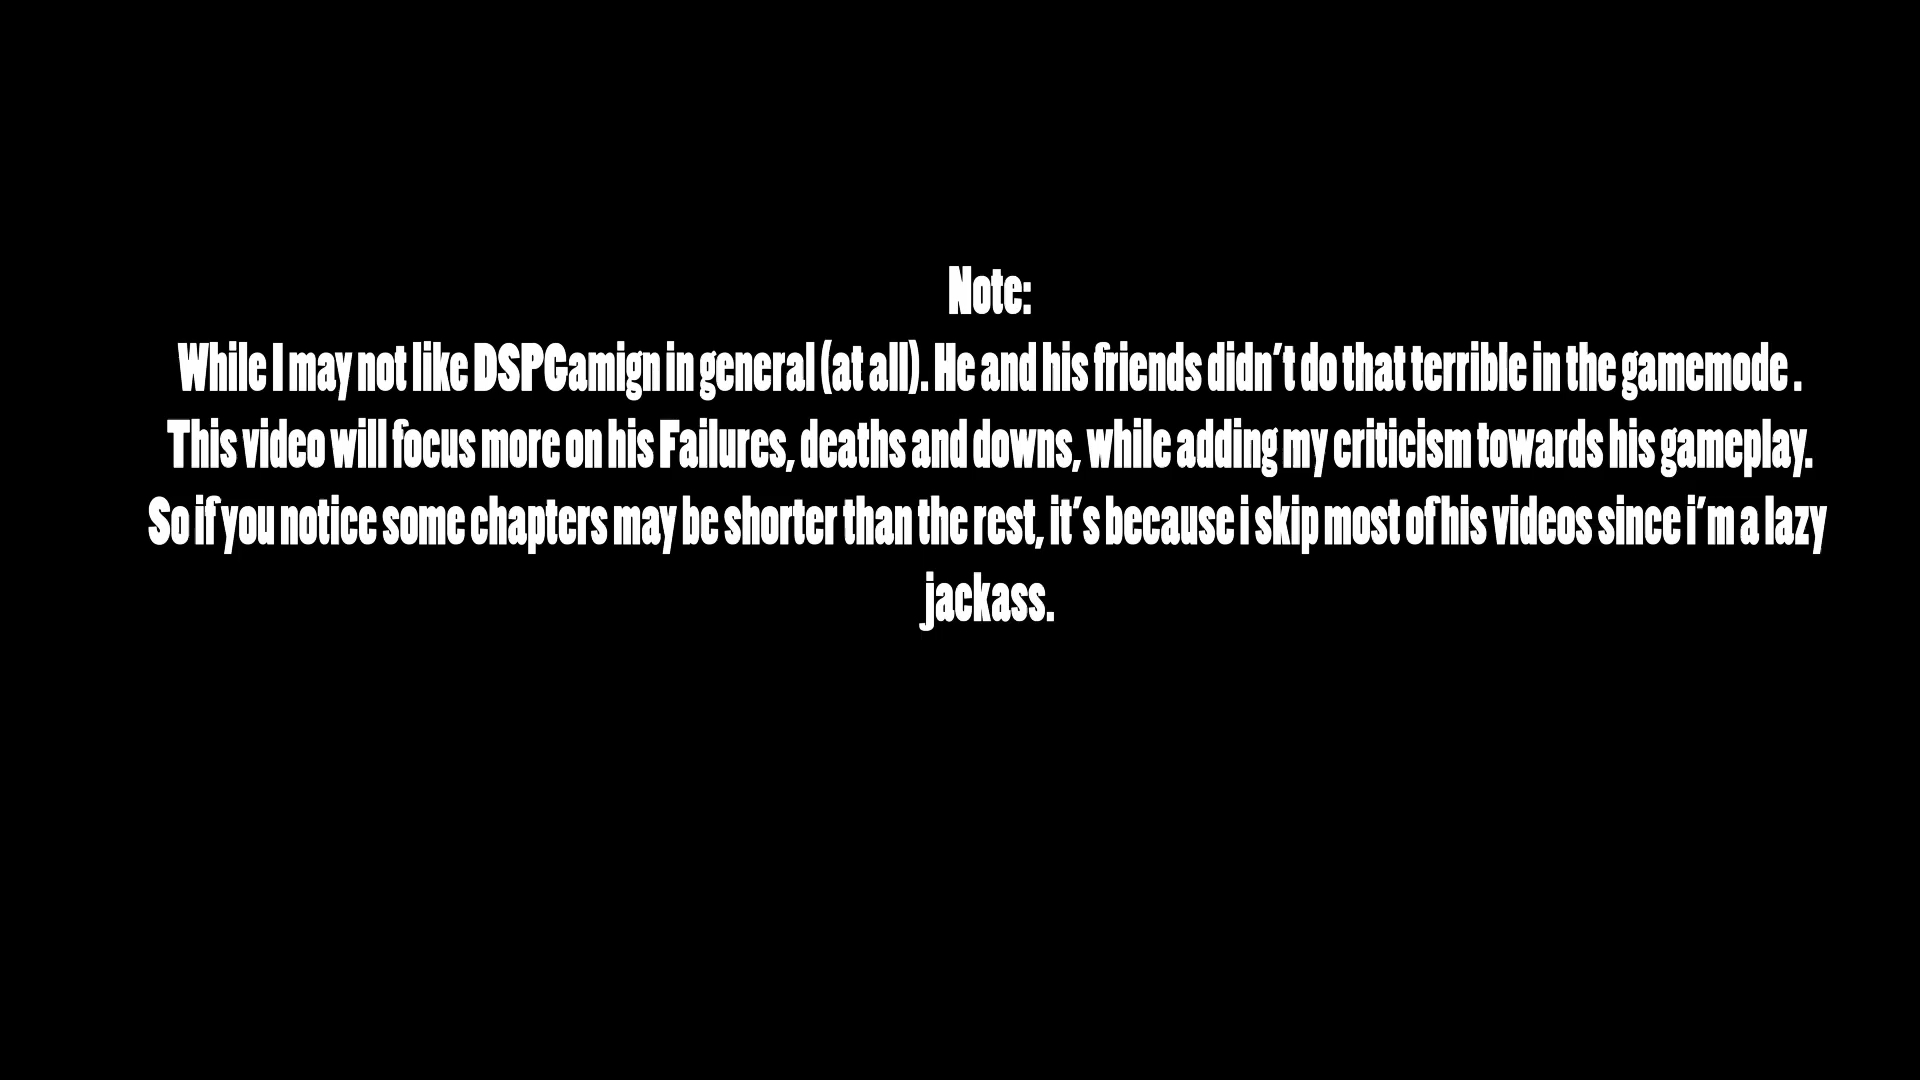 Note:
While I may not like DSPGamign in general (at all). He and his friends didn't do that terrible in the gamemode .
This video will focus more on his Failures, deaths and downs, while adding my criticism towards his gameplay.
So if you notice some chapters may be shorter than the rest, it's because i skip most of his videos since i'm a lazy
jackass.